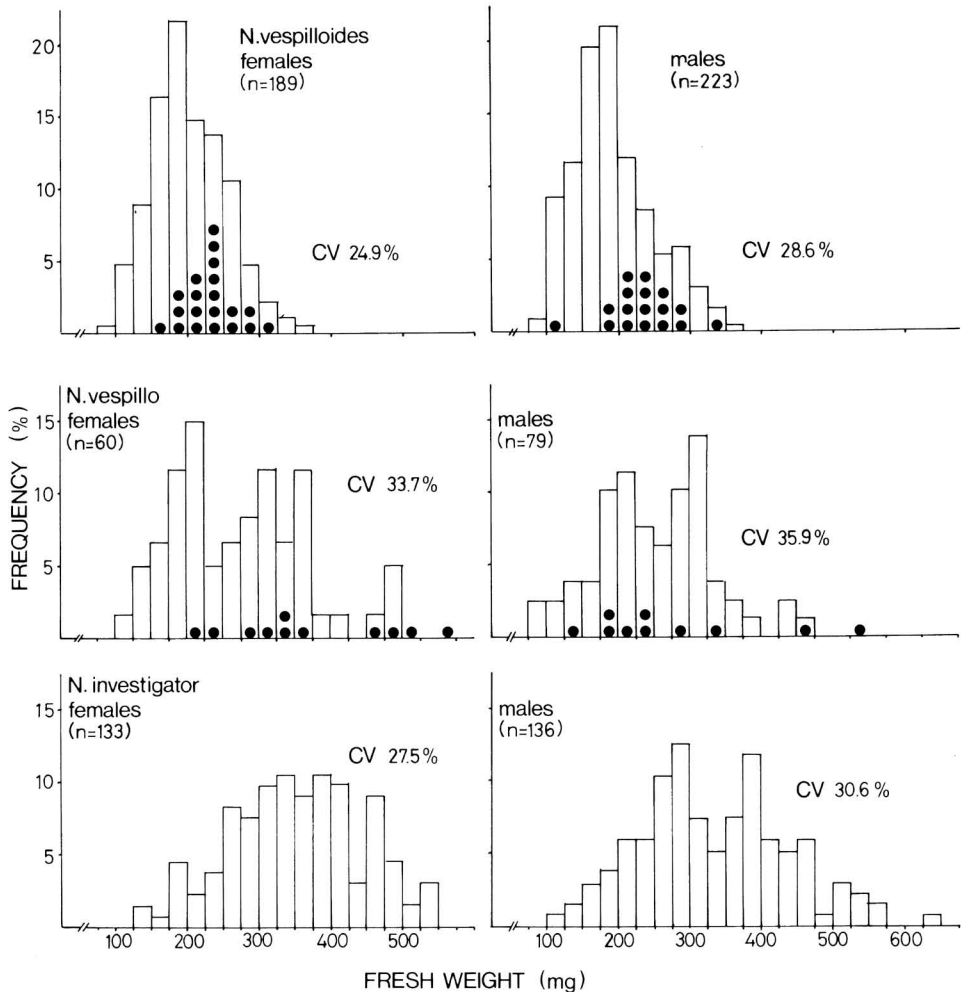 N.vespilloides
females
(n=189)
CV 24.9%
20
15
10
5
males
(n=223)
CV 28.6%
N.vespillo
females
(n=60)
CV 33.7%
15
10
5
males
(n=79)
CV 35.9%
FREQUENCY (%)
N. investigator
females
(n=133)
CV 27.5%
15
10
5
males
(n=136)
CV 30.6%
100 200 300 400 500
100 200 300 400 500 600
FRESH WEIGHT (mg)